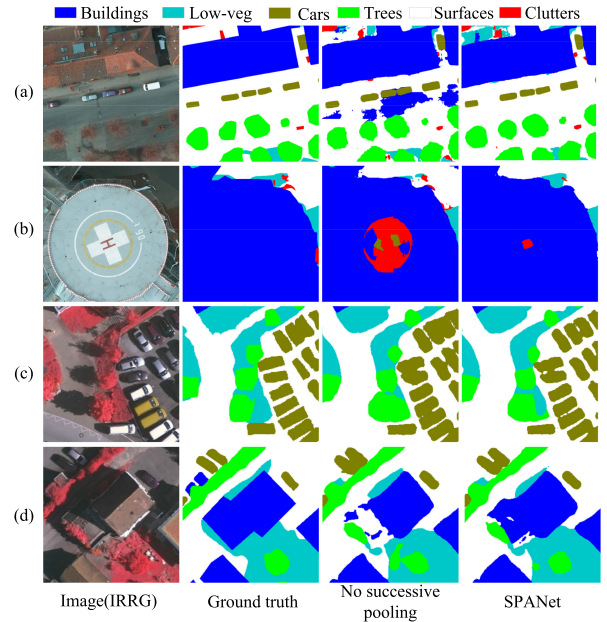 Buildings Low-veg Cars Trees Surfaces Clutters
(a)
(b)
H
(c)
(d)
Image(IRRG) Ground truth No successive pooling SPANet